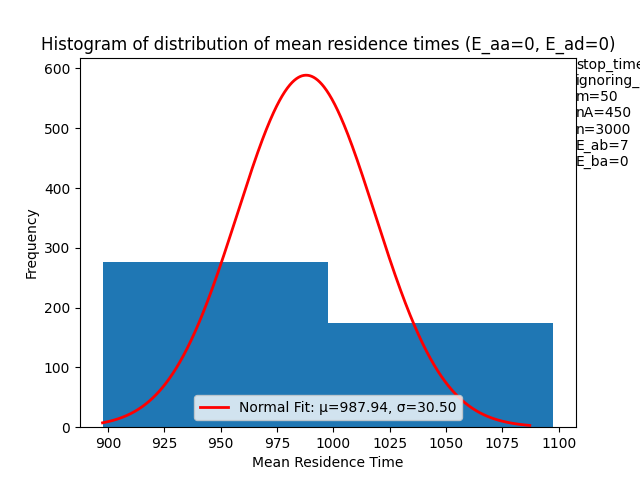 Histogram of distribution of mean residence times (E_aa=0, E_ad=0)
stop_time
ignoring_
m=50
nA=450
n=3000
E_ab=7
E_ba=0
600
500
400
300
200
100
0
Frequency
Normal Fit: μ=987.94, σ=30.50
900 925 950 975 1000 1025 1050 1075 1100
Mean Residence Time